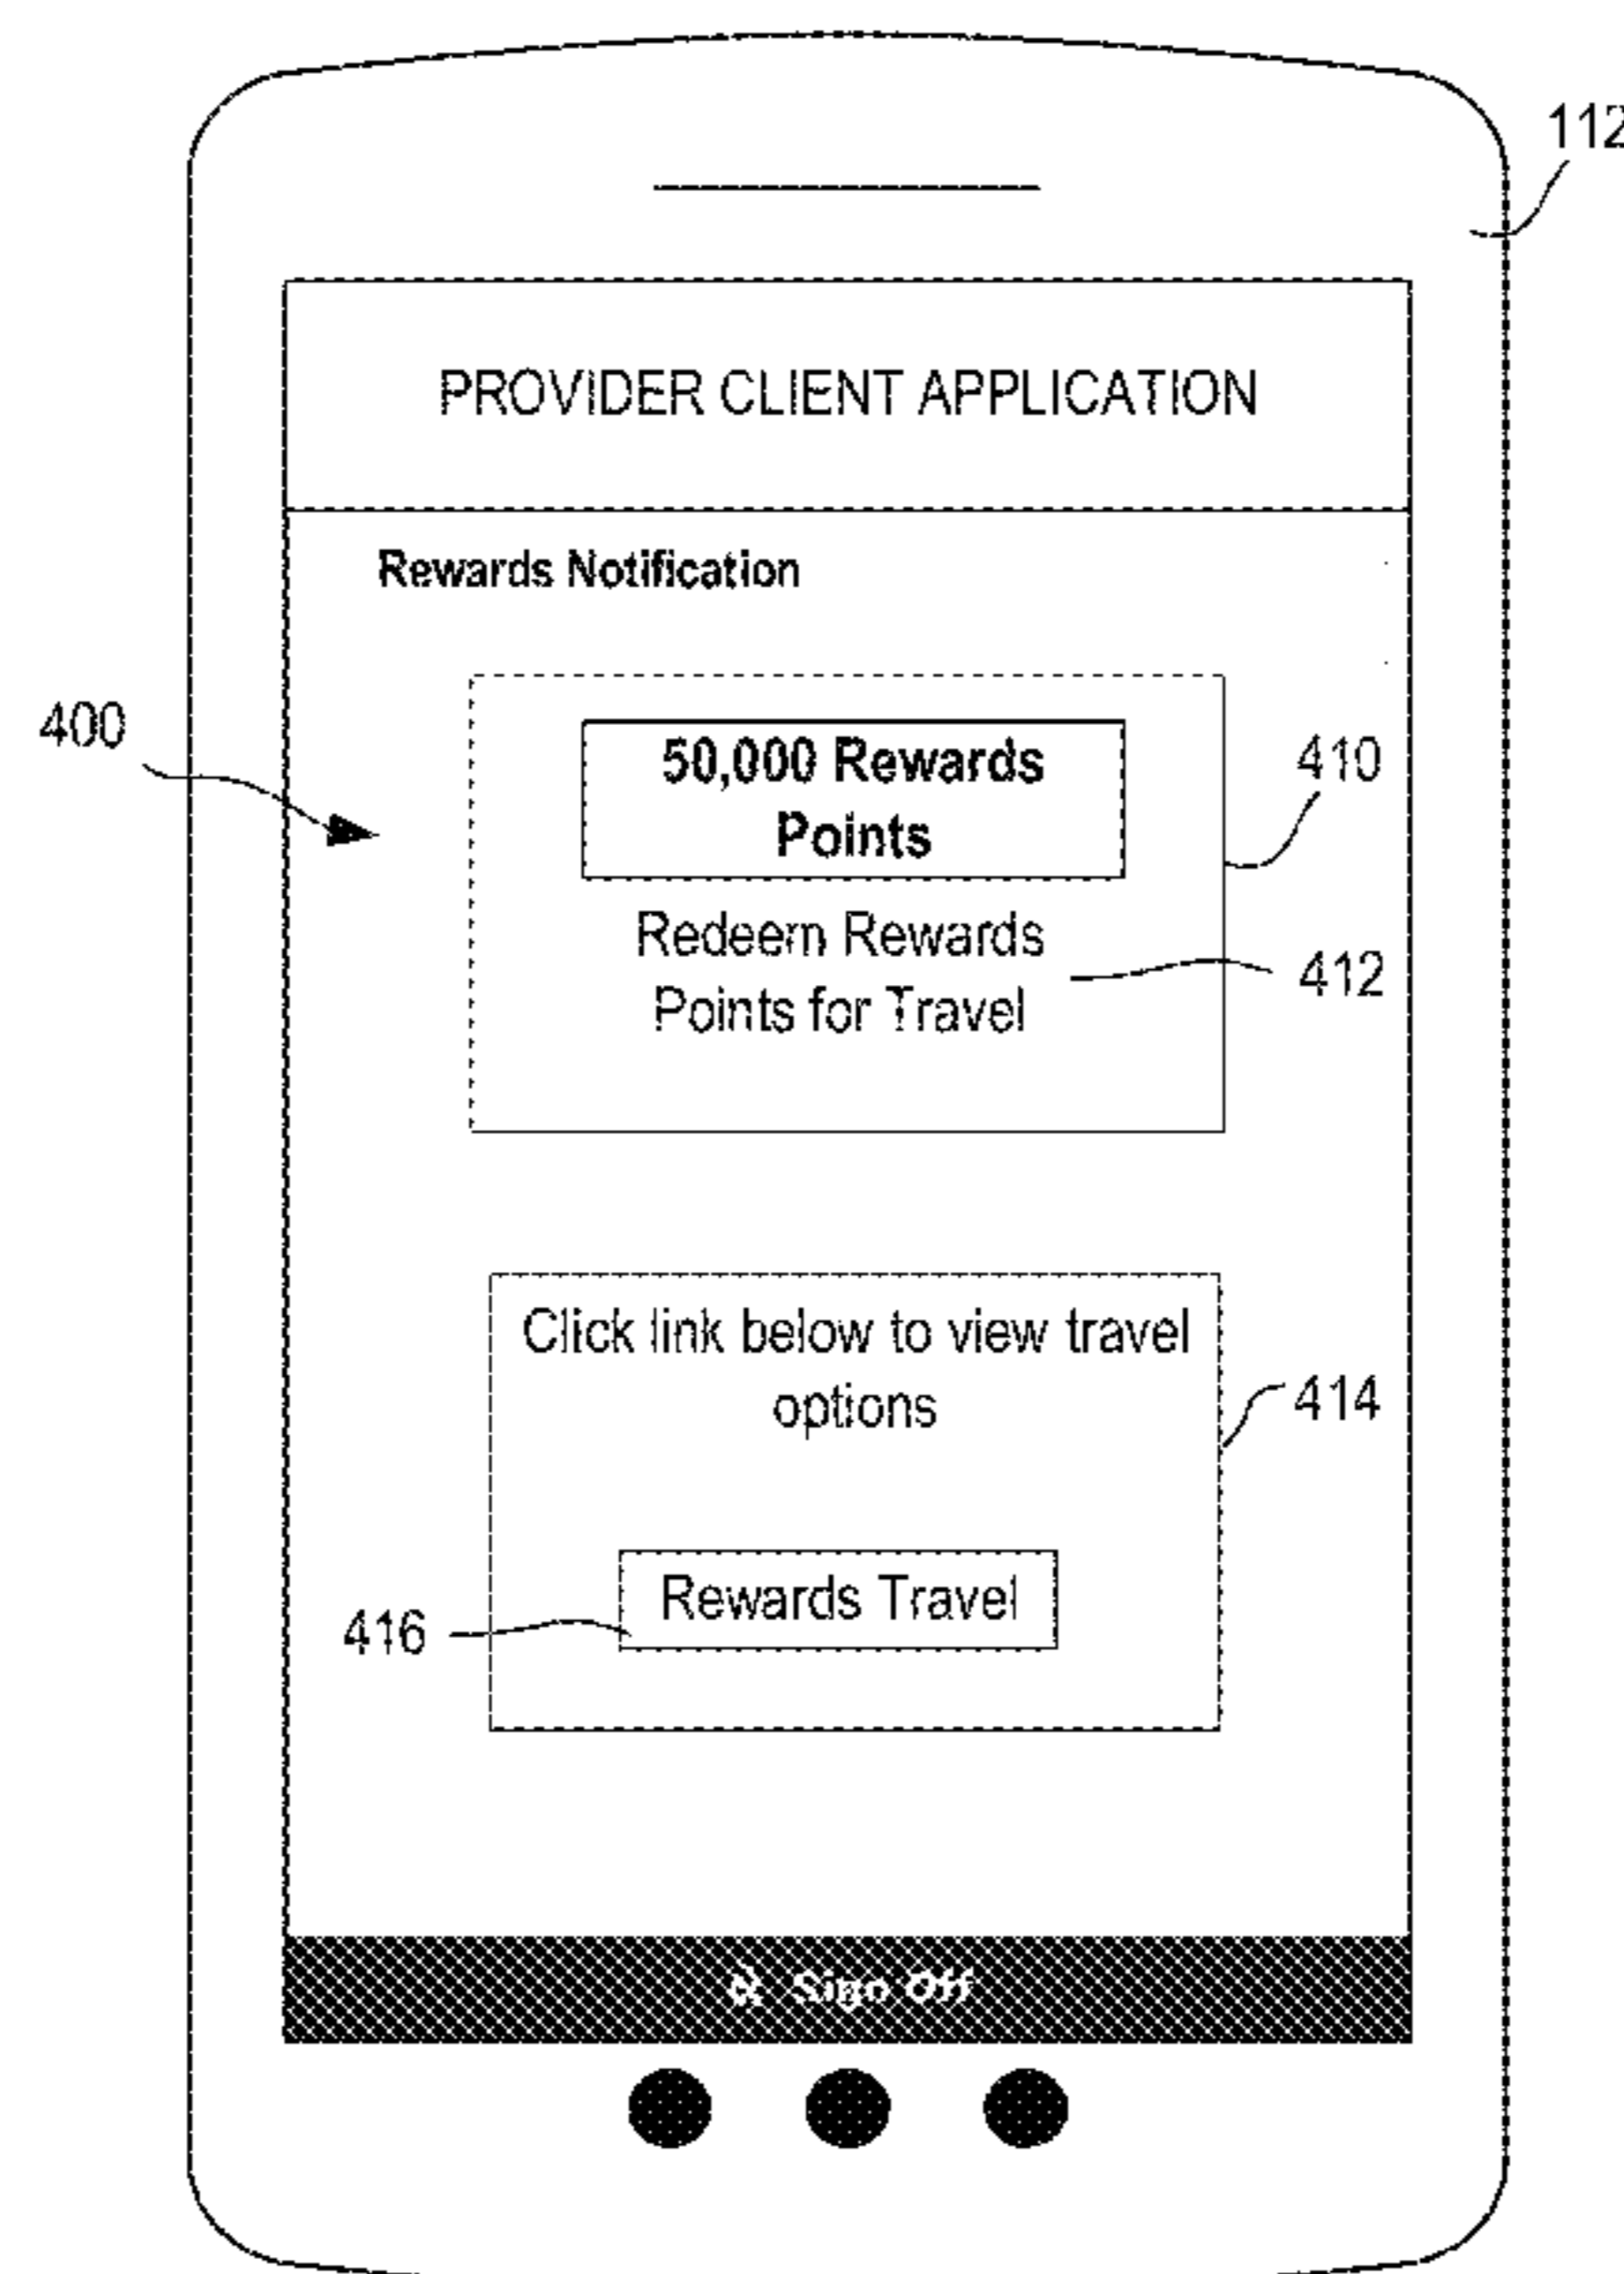 112
PROVIDER CLIENT APPLICATION
Rewards Notification
400
50,000 Rewards
Points
410
Redeem Rewards
Points for Travel
412
Click link below to view travel
options
414
Rewards Travel
416
Sign Off